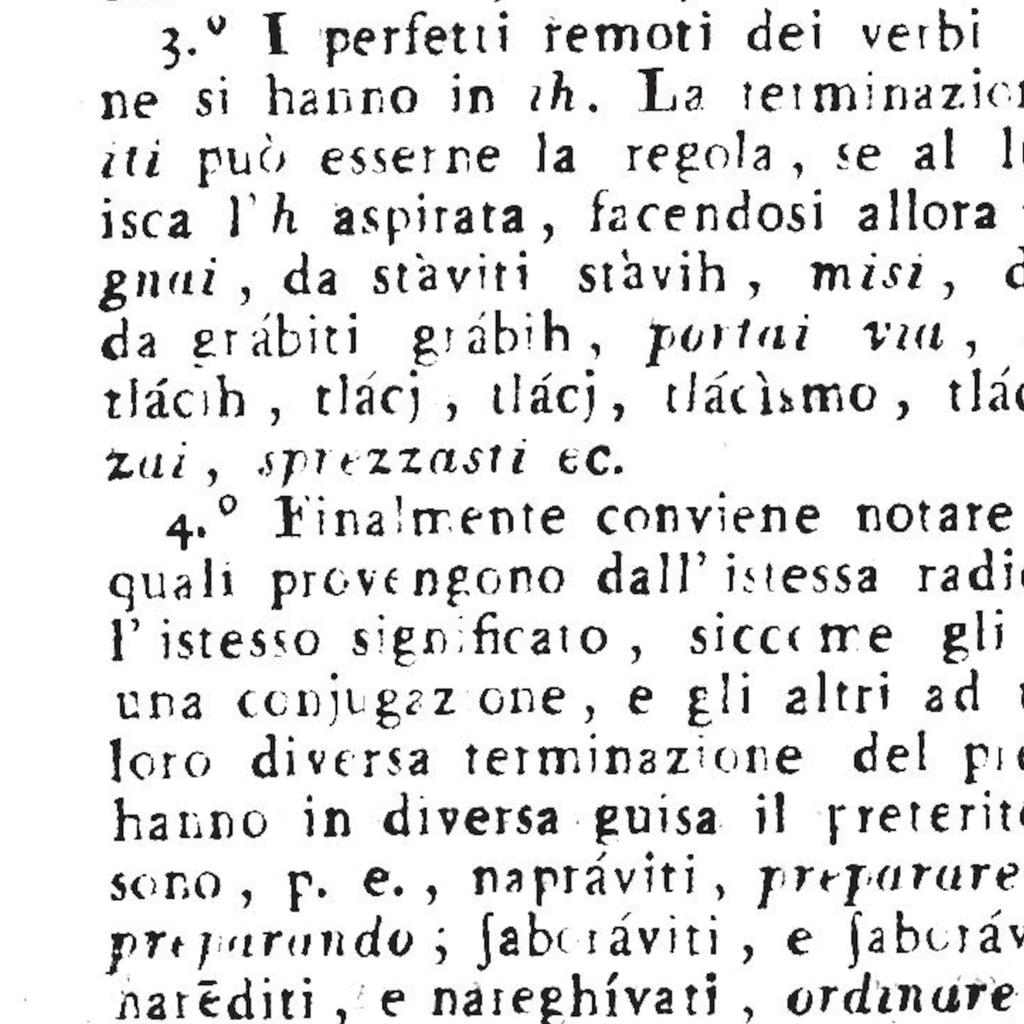 3.º I perfetti remoti dei verbi
ne si hanno in ih. La terminazion
iti può esserne la regola, se al lu
isca l'h aspirata, facendosi allora
gnai, da stàviti stàvih, misi, d
da grábiti grábih, portai via,
tlácih, tlácj, tlácj, tlácìsmo, tlác
zai, sprezzasti ec.
4.º Finalmente conviene notare
quali provengono dall' istessa radic
l' istesso significato, siccome gli
una conjugazione, e gli altri ad u
loro diversa terminazione del pre
hanno in diversa guisa il preterito
sono, p. e., napráviti, preparare
preparando; ſaboráviti, e ſaboráv
narēditi, e nareghívati, ordinare